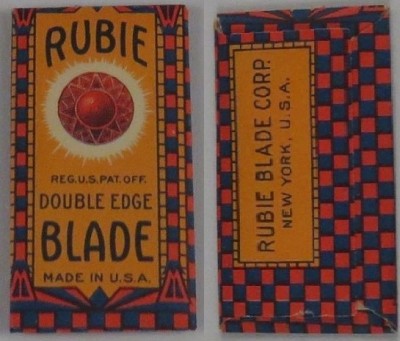 RUBIE
REG.U.S.PAT.OFF.
DOUBLE EDGE
BLADE
MADE IN U.S.A.
RUBIE BLADE CORP.
NEW YORK, U.S.A.